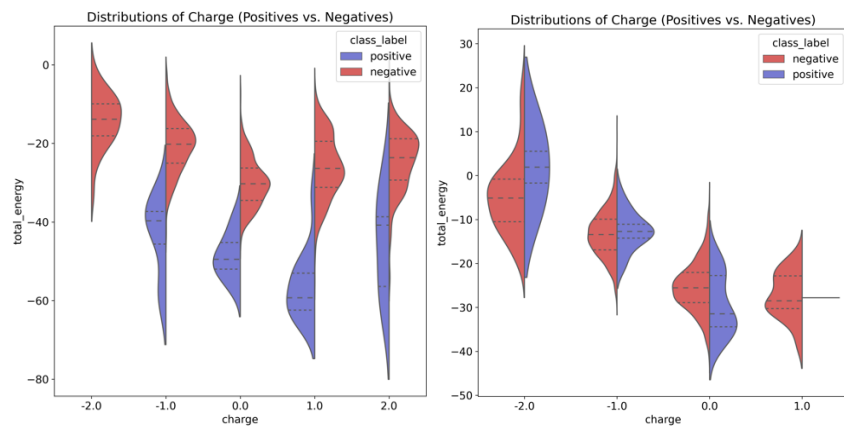 Distributions of Charge (Positives vs. Negatives)
class_label
positive
negative
total_energy
0
−20
−40
−60
−80
-2.0
-1.0
0.0
1.0
2.0
charge
Distributions of Charge (Positives vs. Negatives)
class_label
negative
positive
total_energy
30
20
10
0
−10
−20
−30
−40
−50
-2.0
-1.0
0.0
1.0
charge